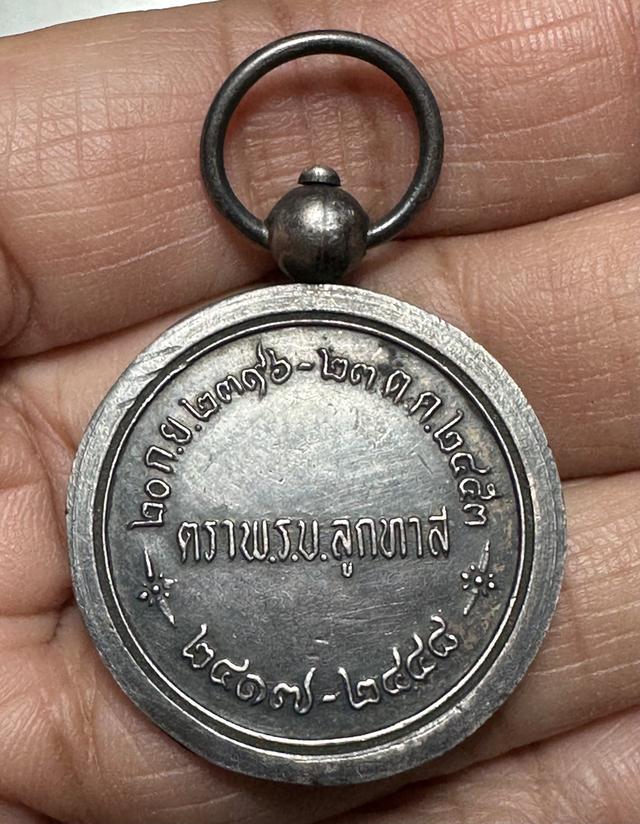 ๒๐ ก.ย. ๒๓๙๖ - ๒๓ ต.ค. ๒๔๕๓
ตราพ.ร.บ.ลูกทาส
๒๔๑๗-๒๔๔๘